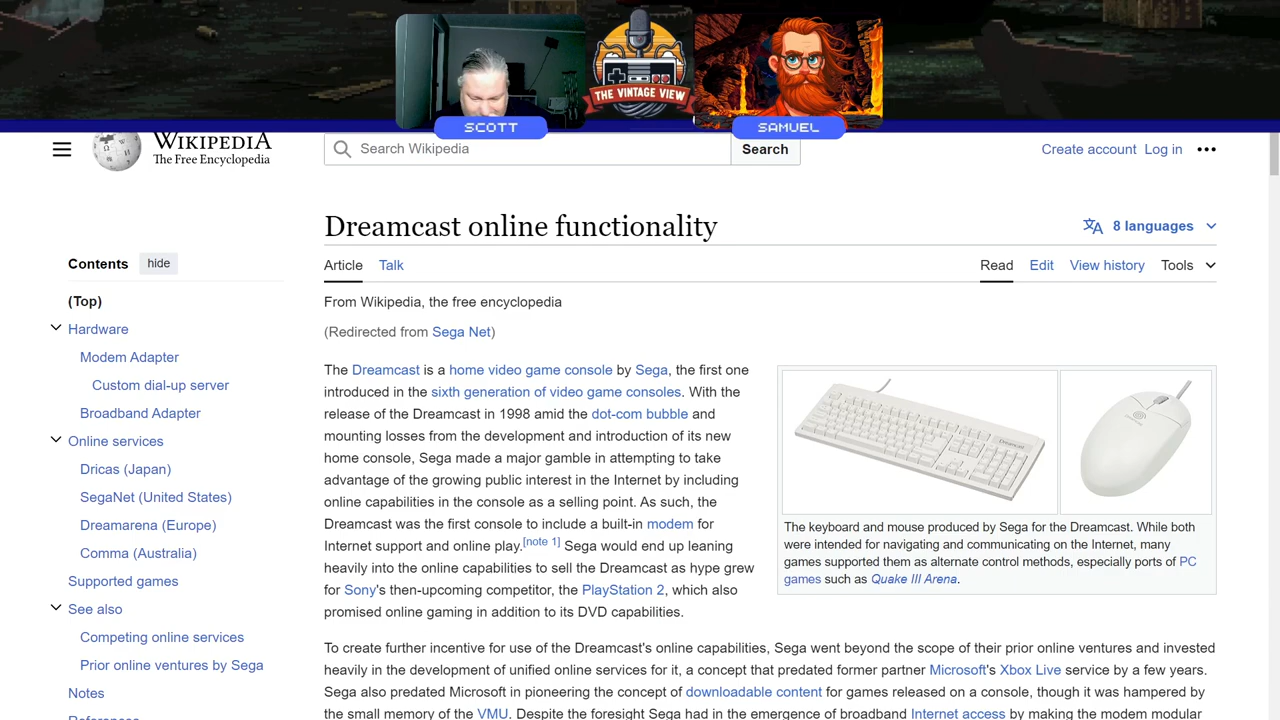 THE VINTAGE VIEW
SCOTT
SAMUEL
WIKIPEDIA
The Free Encyclopedia
Search Wikipedia
Search
Create account Log in
Dreamcast online functionality
8 languages
Contents hide
Article Talk
Read Edit View history Tools
(Top)
Hardware
Modem Adapter
Custom dial-up server
Broadband Adapter
Online services
Dricas (Japan)
SegaNet (United States)
Dreamarena (Europe)
Comma (Australia)
Supported games
See also
Competing online services
Prior online ventures by Sega
Notes
References
From Wikipedia, the free encyclopedia
(Redirected from Sega Net)
The Dreamcast is a home video game console by Sega, the first one
introduced in the sixth generation of video game consoles. With the
release of the Dreamcast in 1998 amid the dot-com bubble and
mounting losses from the development and introduction of its new
home console, Sega made a major gamble in attempting to take
advantage of the growing public interest in the Internet by including
online capabilities in the console as a selling point. As such, the
Dreamcast was the first console to include a built-in modem for
Internet support and online play.[note 1] Sega would end up leaning
heavily into the online capabilities to sell the Dreamcast as hype grew
for Sony's then-upcoming competitor, the PlayStation 2, which also
promised online gaming in addition to its DVD capabilities.
The keyboard and mouse produced by Sega for the Dreamcast. While both
were intended for navigating and communicating on the Internet, many
games supported them as alternate control methods, especially ports of PC
games such as Quake III Arena.
To create further incentive for use of the Dreamcast's online capabilities, Sega went beyond the scope of their prior online ventures and invested
heavily in the development of unified online services for it, a concept that predated former partner Microsoft's Xbox Live service by a few years.
Sega also predated Microsoft in pioneering the concept of downloadable content for games released on a console, though it was hampered by
the small memory of the VMU. Despite the foresight Sega had in the emergence of broadband Internet access by making the modem modular